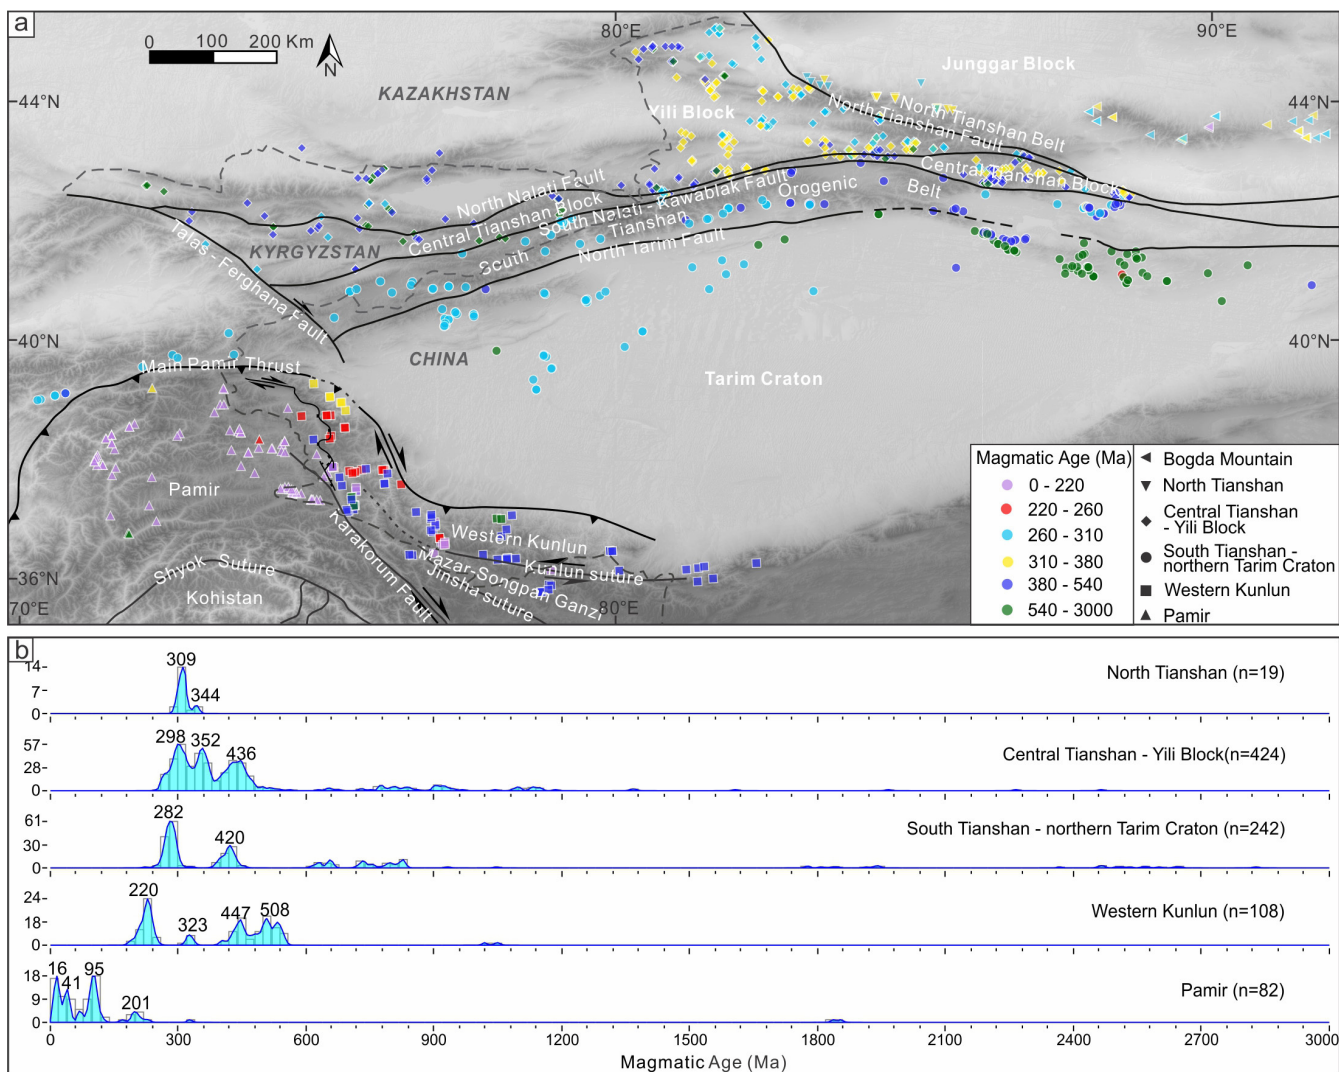 a
80°E
90°E
0 100 200 Km
N
Junggar Block
KAZAKHSTAN
44°N
44°N
Yili Block
North Tianshan Belt
North Tianshan Fault
Central Tianshan Block
North Nalati Fault
Central Tianshan Block
South Nalati - Kawablak Fault
South Tianshan Orogenic Belt
North Tarim Fault
Talas - Ferghana Fault
KYRGYZSTAN
40°N
40°N
CHINA
Main Pamir Thrust
Tarim Craton
Pamir
Western Kunlun
Karakorum Fault
Kunlun suture
Mazar-Songpan Ganzi
Jinsha suture
Shyok Suture
Kohistan
36°N
70°E
80°E
Magmatic Age (Ma)
0 - 220
220 - 260
260 - 310
310 - 380
380 - 540
540 - 3000
Bogda Mountain
North Tianshan
Central Tianshan
- Yili Block
South Tianshan -
northern Tarim Craton
Western Kunlun
Pamir
b
309
344
14
7
0
North Tianshan (n=19)
298
352
436
57
28
0
Central Tianshan - Yili Block(n=424)
282
420
61
30
0
South Tianshan - northern Tarim Craton (n=242)
220
323
447
508
24
18
0
Western Kunlun (n=108)
16
41
95
201
18
9
0
Pamir (n=82)
0 300 600 900 1200 1500 1800 2100 2400 2700 3000
Magmatic Age (Ma)